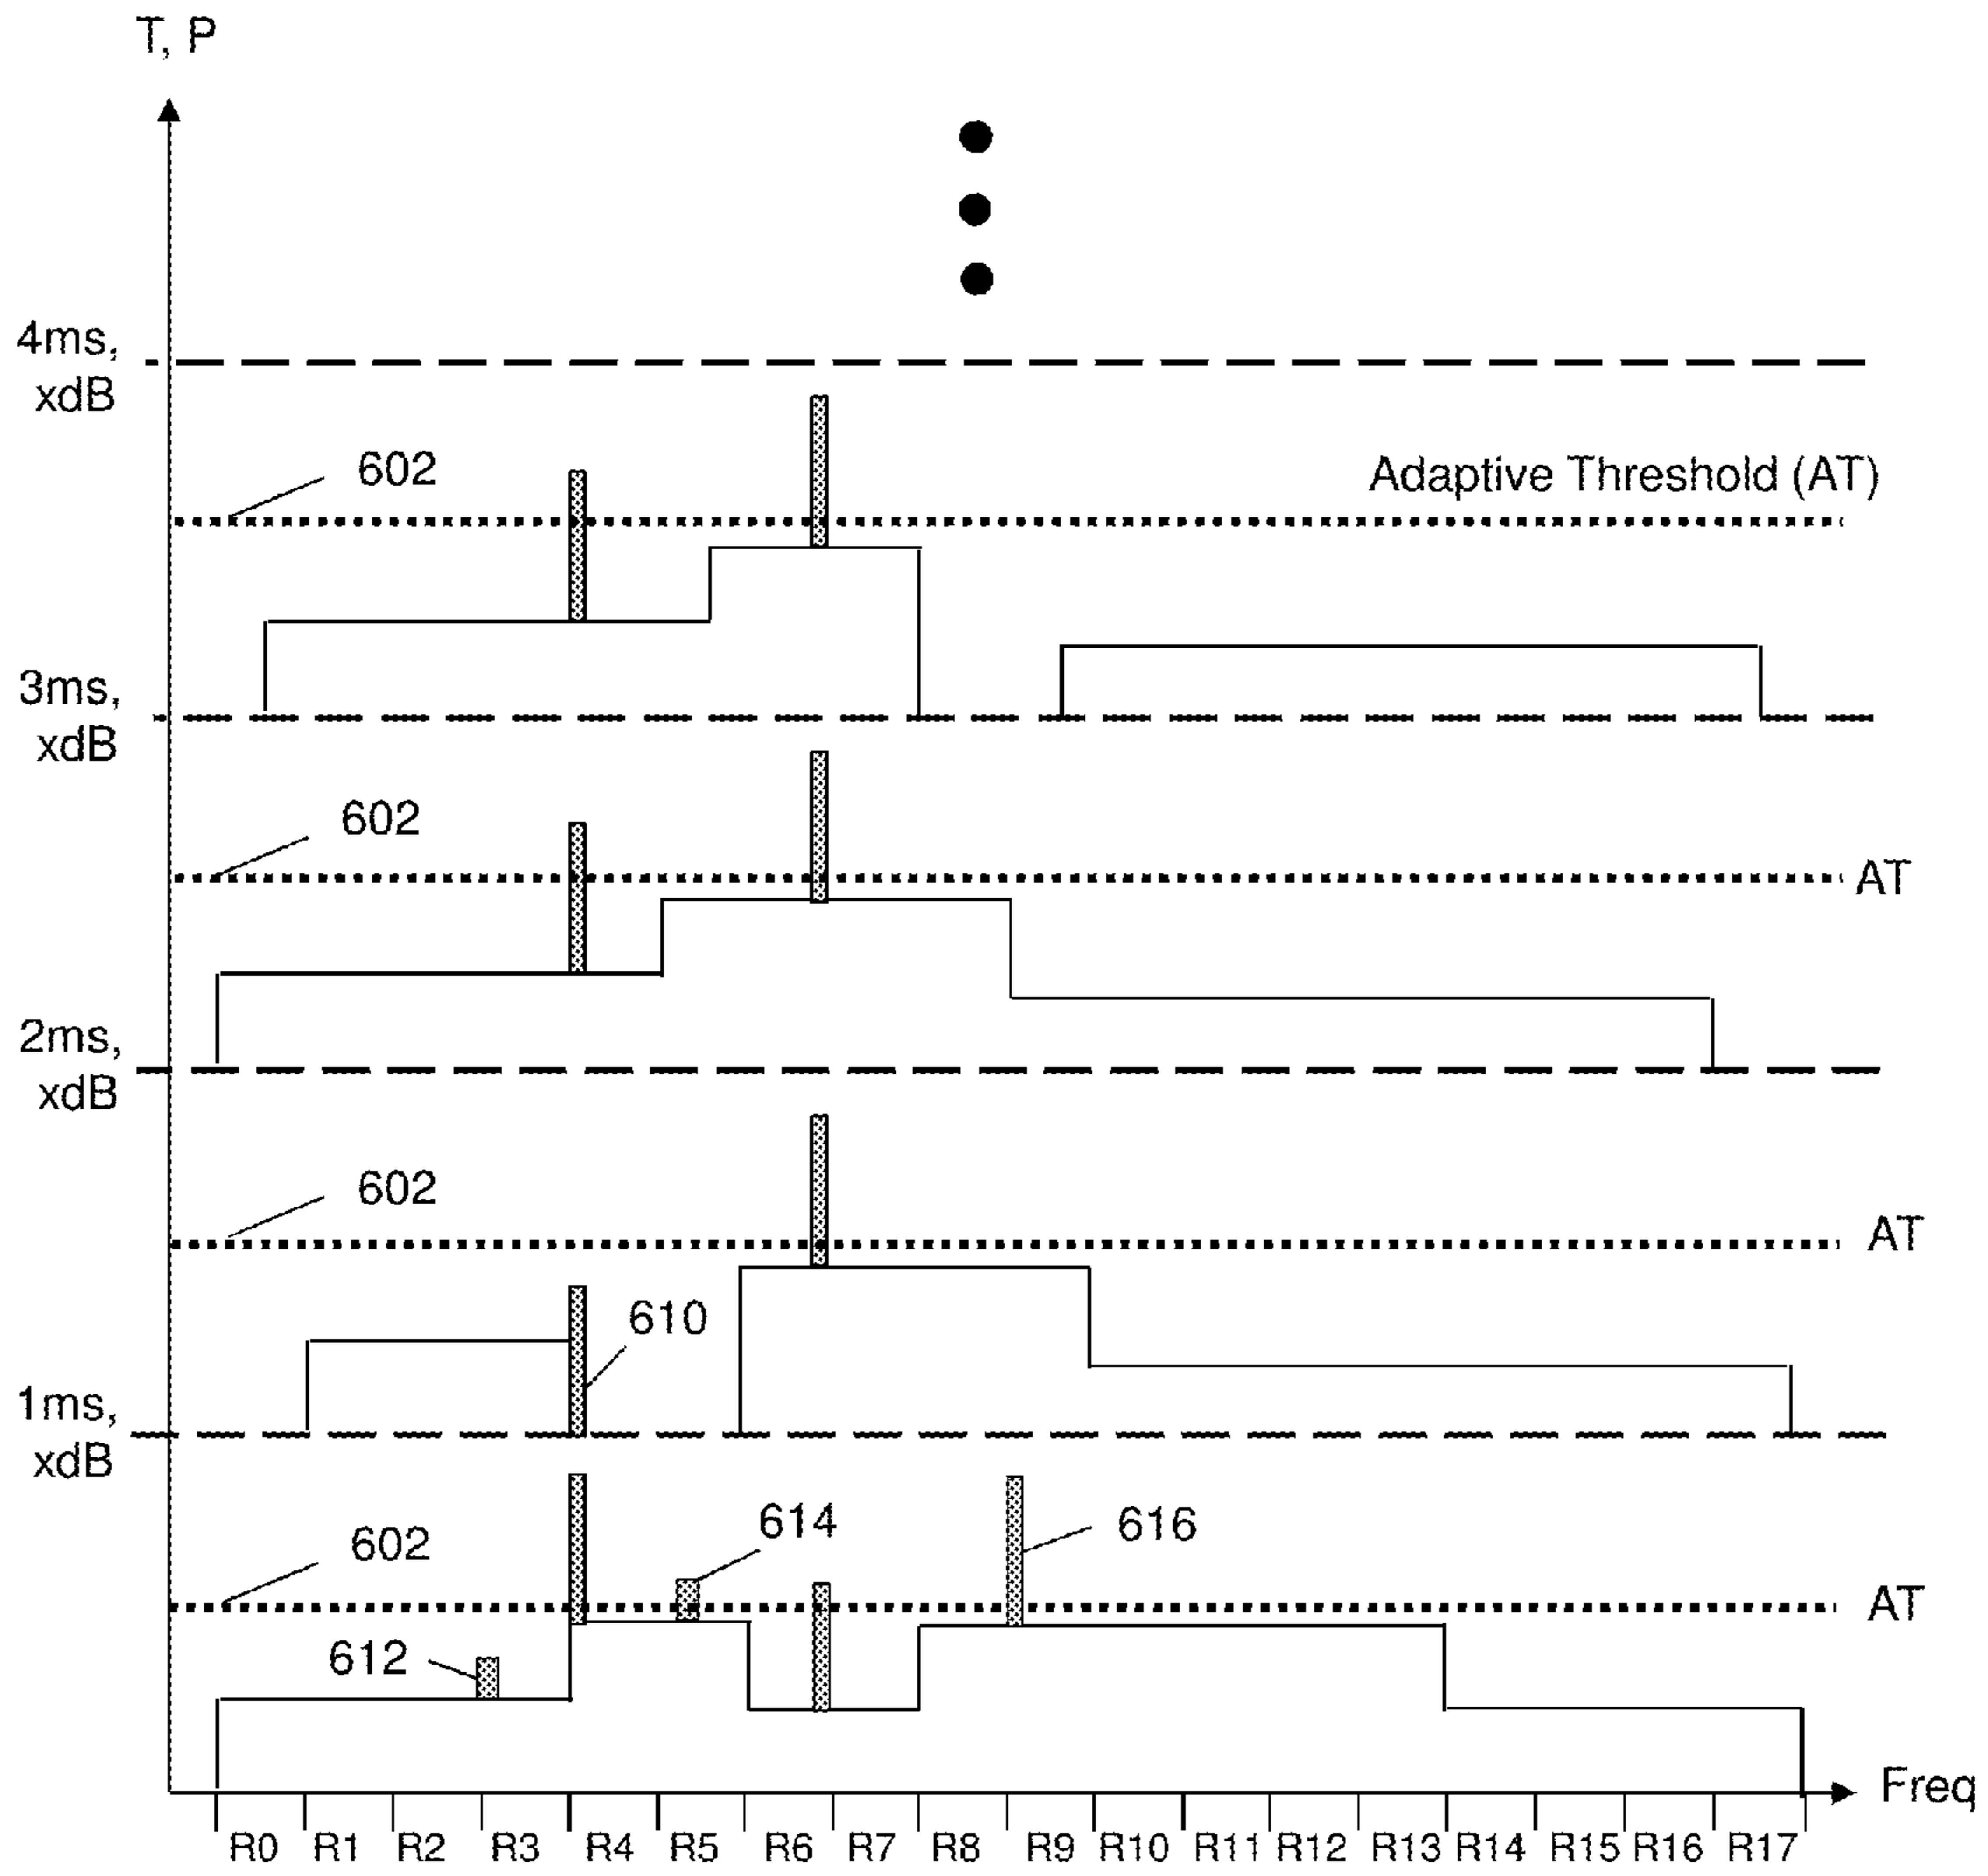 T, P
4ms,
xdB
602
Adaptive Threshold (AT)
3ms,
xdB
602
AT
2ms,
xdB
602
AT
610
1ms,
xdB
614
616
602
AT
612
Freq
R0 R1 R2 R3 R4 R5 R6 R7 R8 R9 R10 R11 R12 R13 R14 R15 R16 R17